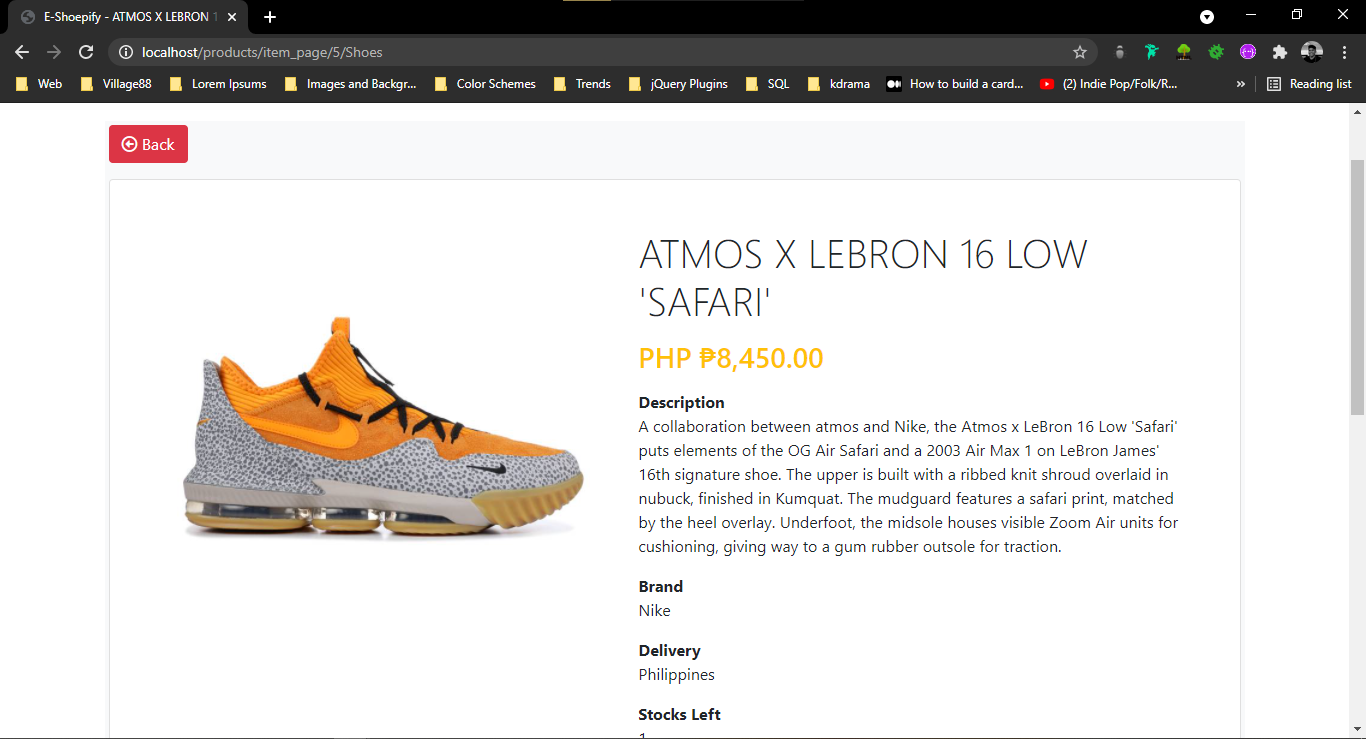 E-Shoepify - ATMOS X LEBRON 1
localhost/products/item_page/5/Shoes
Web Village88 Lorem Ipsums Images and Backgr... Color Schemes Trends jQuery Plugins SQL kdrama How to build a card... (2) Indie Pop/Folk/R... » Reading list
Back
ATMOS X LEBRON 16 LOW
'SAFARI'
PHP ₱8,450.00
Description
A collaboration between atmos and Nike, the Atmos x LeBron 16 Low 'Safari'
puts elements of the OG Air Safari and a 2003 Air Max 1 on LeBron James'
16th signature shoe. The upper is built with a ribbed knit shroud overlaid in
nubuck, finished in Kumquat. The mudguard features a safari print, matched
by the heel overlay. Underfoot, the midsole houses visible Zoom Air units for
cushioning, giving way to a gum rubber outsole for traction.
Brand
Nike
Delivery
Philippines
Stocks Left
1